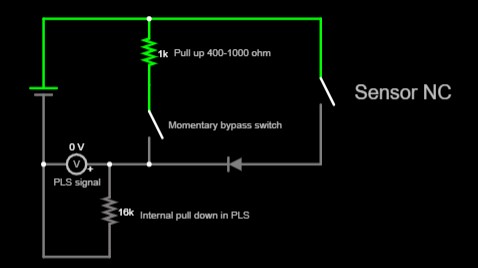 1k Pull up 400-1000 ohm
Sensor NC
Momentary bypass switch
0 V
V
+
PLS signal
16k Internal pull down in PLS